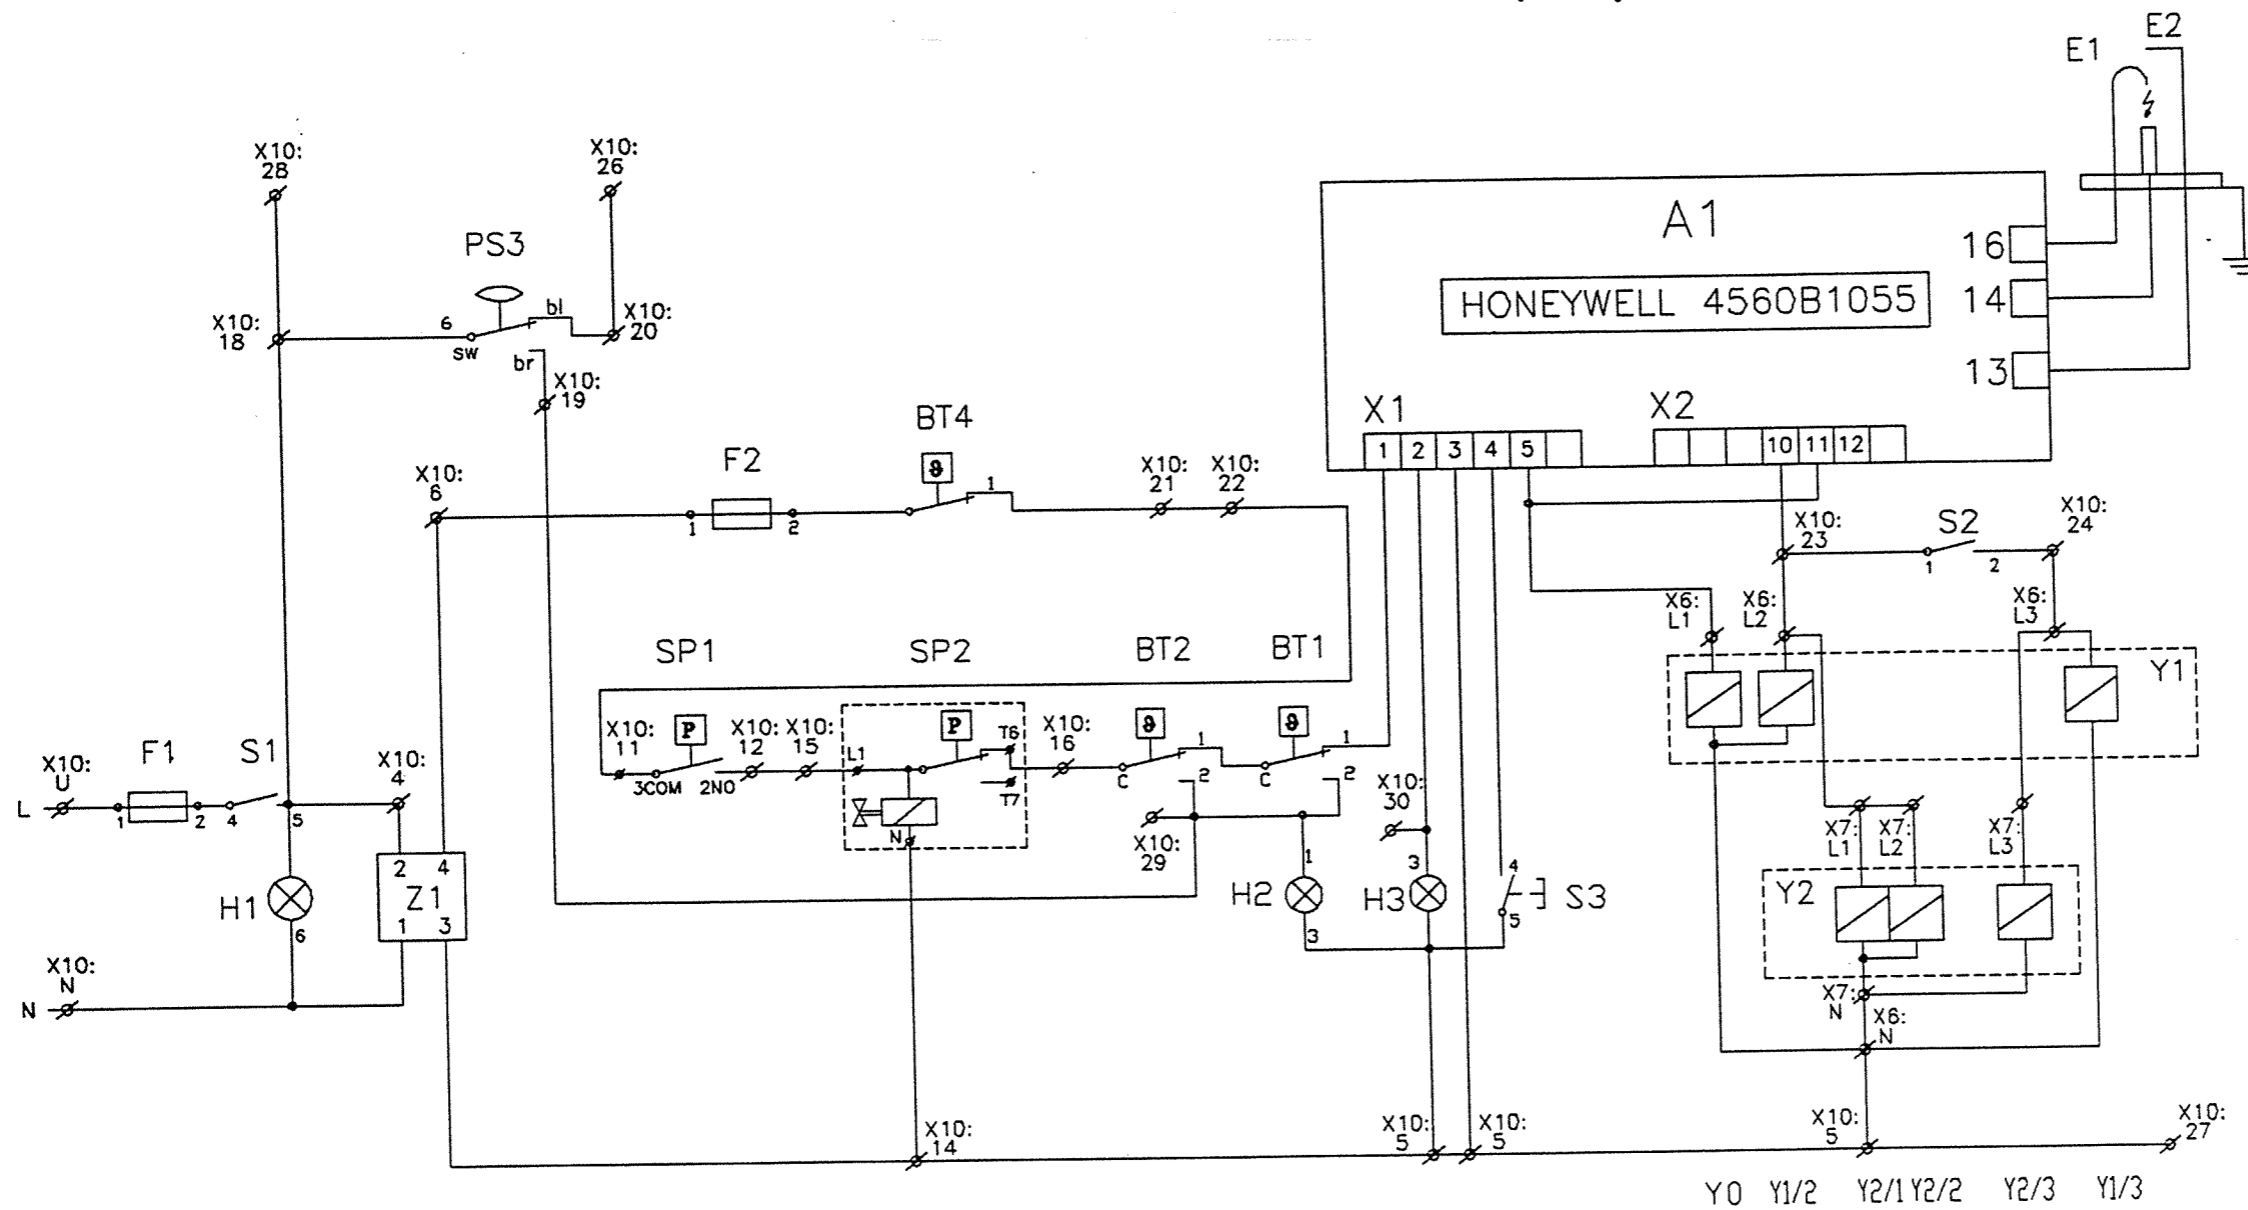 E2
E1
X10:
28
X10:
26
PS3
A1
16
HONEYWELL 4560B1055
14
13
X10:
18
6
SW
bl
X10:
20
br
X10:
19
BT4
ϑ
1
X1
1 2 3 4 5
X2
10 11 12
X10:
6
F2
1
2
X10:
21
X10:
22
X10:
23
S2
1
2
X10:
24
X6:
L1
X6:
L2
X6:
L3
Y1
SP1
SP2
BT2
BT1
X10:
11
P
3COM
2NO
X10:
12
X10:
15
L1
P
T6
T7
N
X10:
16
ϑ
C
1
2
ϑ
C
1
2
X10:
U
L
F1
1
2
S1
4
5
X10:
4
X10:
29
X10:
30
X7:
L1
X7:
L2
X7:
L3
H1
6
2 4
Z1
1 3
1
H2
3
3
H3
4
S3
5
Y2
X10:
N
N
X7:
N
X6:
N
X10:
14
X10:
5
X10:
5
X10:
5
X10:
27
Y0 Y1/2 Y2/1 Y2/2 Y2/3 Y1/3